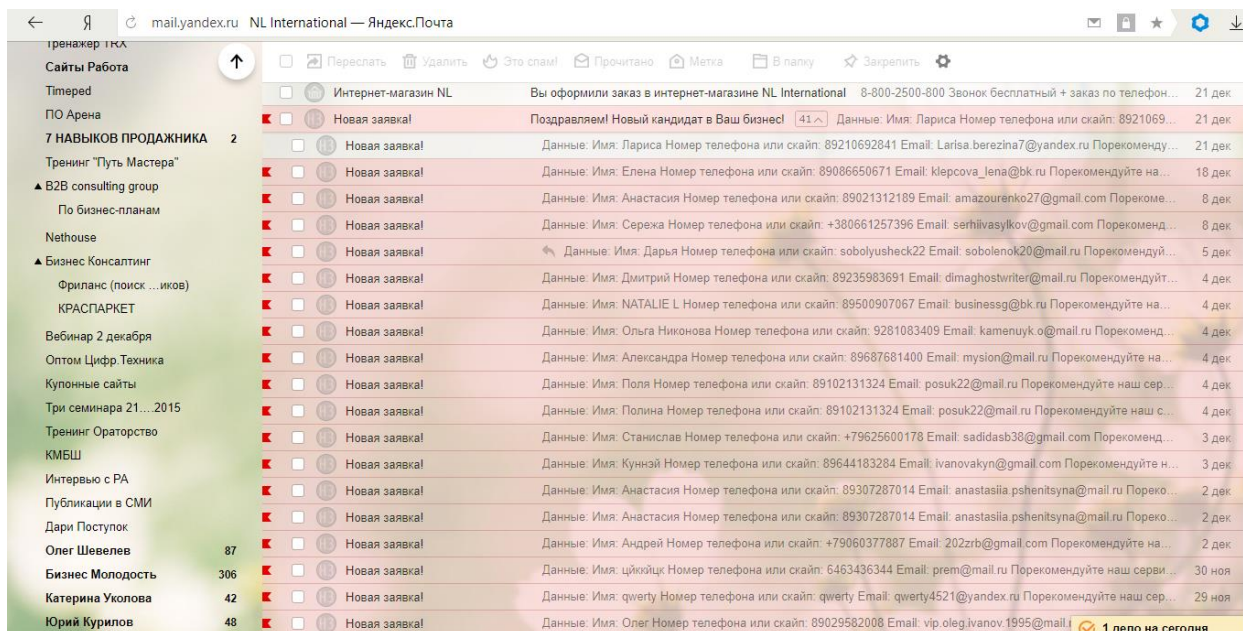 mail.yandex.ru NL International — Яндекс.Почта
Тренажер TRX
Сайты Работа
Timeped
ПО Арена
7 НАВЫКОВ ПРОДАЖНИКА 2
Тренинг "Путь Мастера"
B2B consulting group
По бизнес-планам
Nethouse
Бизнес Консалтинг
Фриланс (поиск ...иков)
КРАСПАРКЕТ
Вебинар 2 декабря
Оптом Цифр.Техника
Купонные сайты
Три семинара 21....2015
Тренинг Ораторство
КМБШ
Интервью с РА
Публикации в СМИ
Дари Поступок
Олег Шевелев 87
Бизнес Молодость 306
Катерина Уколова 42
Юрий Курилов 48
Переслать Удалить Это спам! Прочитано Метка В папку Закрепить
Интернет-магазин NL Вы оформили заказ в интернет-магазине NL International 8-800-2500-800 Звонок бесплатный + заказ по телефон... 21 дек
НЗ Новая заявка! Поздравляем! Новый кандидат в Ваш бизнес! 41 Данные: Имя: Лариса Номер телефона или скайп: 8921069... 21 дек
НЗ Новая заявка! Данные: Имя: Лариса Номер телефона или скайп: 89210692841 Email: Larisa.berezina7@yandex.ru Порекоменду... 21 дек
НЗ Новая заявка! Данные: Имя: Елена Номер телефона или скайп: 89086650671 Email: klepcova_lena@bk.ru Порекомендуйте на... 18 дек
НЗ Новая заявка! Данные: Имя: Анастасия Номер телефона или скайп: 89021312189 Email: amazourenko27@gmail.com Порекоме... 8 дек
НЗ Новая заявка! Данные: Имя: Сережа Номер телефона или скайп: +380661257396 Email: serhiivasylkov@gmail.com Порекоменд... 8 дек
НЗ Новая заявка! Данные: Имя: Дарья Номер телефона или скайп: sobolyusheck22 Email: sobolenok20@mail.ru Порекомендуй... 5 дек
НЗ Новая заявка! Данные: Имя: Дмитрий Номер телефона или скайп: 89235983691 Email: dimaghostwriter@mail.ru Порекомендуйт... 4 дек
НЗ Новая заявка! Данные: Имя: NATALIE L Номер телефона или скайп: 89500907067 Email: businessg@bk.ru Порекомендуйте на... 4 дек
НЗ Новая заявка! Данные: Имя: Ольга Никонова Номер телефона или скайп: 9281083409 Email: kamenuyk.o@mail.ru Порекоменд... 4 дек
НЗ Новая заявка! Данные: Имя: Александра Номер телефона или скайп: 89687681400 Email: mysion@mail.ru Порекомендуйте на... 4 дек
НЗ Новая заявка! Данные: Имя: Поля Номер телефона или скайп: 89102131324 Email: posuk22@mail.ru Порекомендуйте наш сер... 4 дек
НЗ Новая заявка! Данные: Имя: Полина Номер телефона или скайп: 89102131324 Email: posuk22@mail.ru Порекомендуйте наш с... 4 дек
НЗ Новая заявка! Данные: Имя: Станислав Номер телефона или скайп: +79625600178 Email: sadidasb38@gmail.com Порекоменд... 3 дек
НЗ Новая заявка! Данные: Имя: Куннэй Номер телефона или скайп: 89644183284 Email: ivanovakyn@gmail.com Порекомендуйте н... 3 дек
НЗ Новая заявка! Данные: Имя: Анастасия Номер телефона или скайп: 89307287014 Email: anastasiia.pshenitsyna@mail.ru Пореко... 2 дек
НЗ Новая заявка! Данные: Имя: Анастасия Номер телефона или скайп: 89307287014 Email: anastasiia.pshenitsyna@mail.ru Пореко... 2 дек
НЗ Новая заявка! Данные: Имя: Андрей Номер телефона или скайп: +79060377887 Email: 202zrb@gmail.com Порекомендуйте на... 2 дек
НЗ Новая заявка! Данные: Имя: цйккйцк Номер телефона или скайп: 6463436344 Email: prem@mail.ru Порекомендуйте наш серви... 30 ноя
НЗ Новая заявка! Данные: Имя: qwerty Номер телефона или скайп: qwerty Email: qwerty4521@yandex.ru Порекомендуйте наш сер... 29 ноя
НЗ Новая заявка! Данные: Имя: Олег Номер телефона или скайп: 89029582008 Email: vip.oleg.ivanov.1995@mail.r
1 дело на сегодня